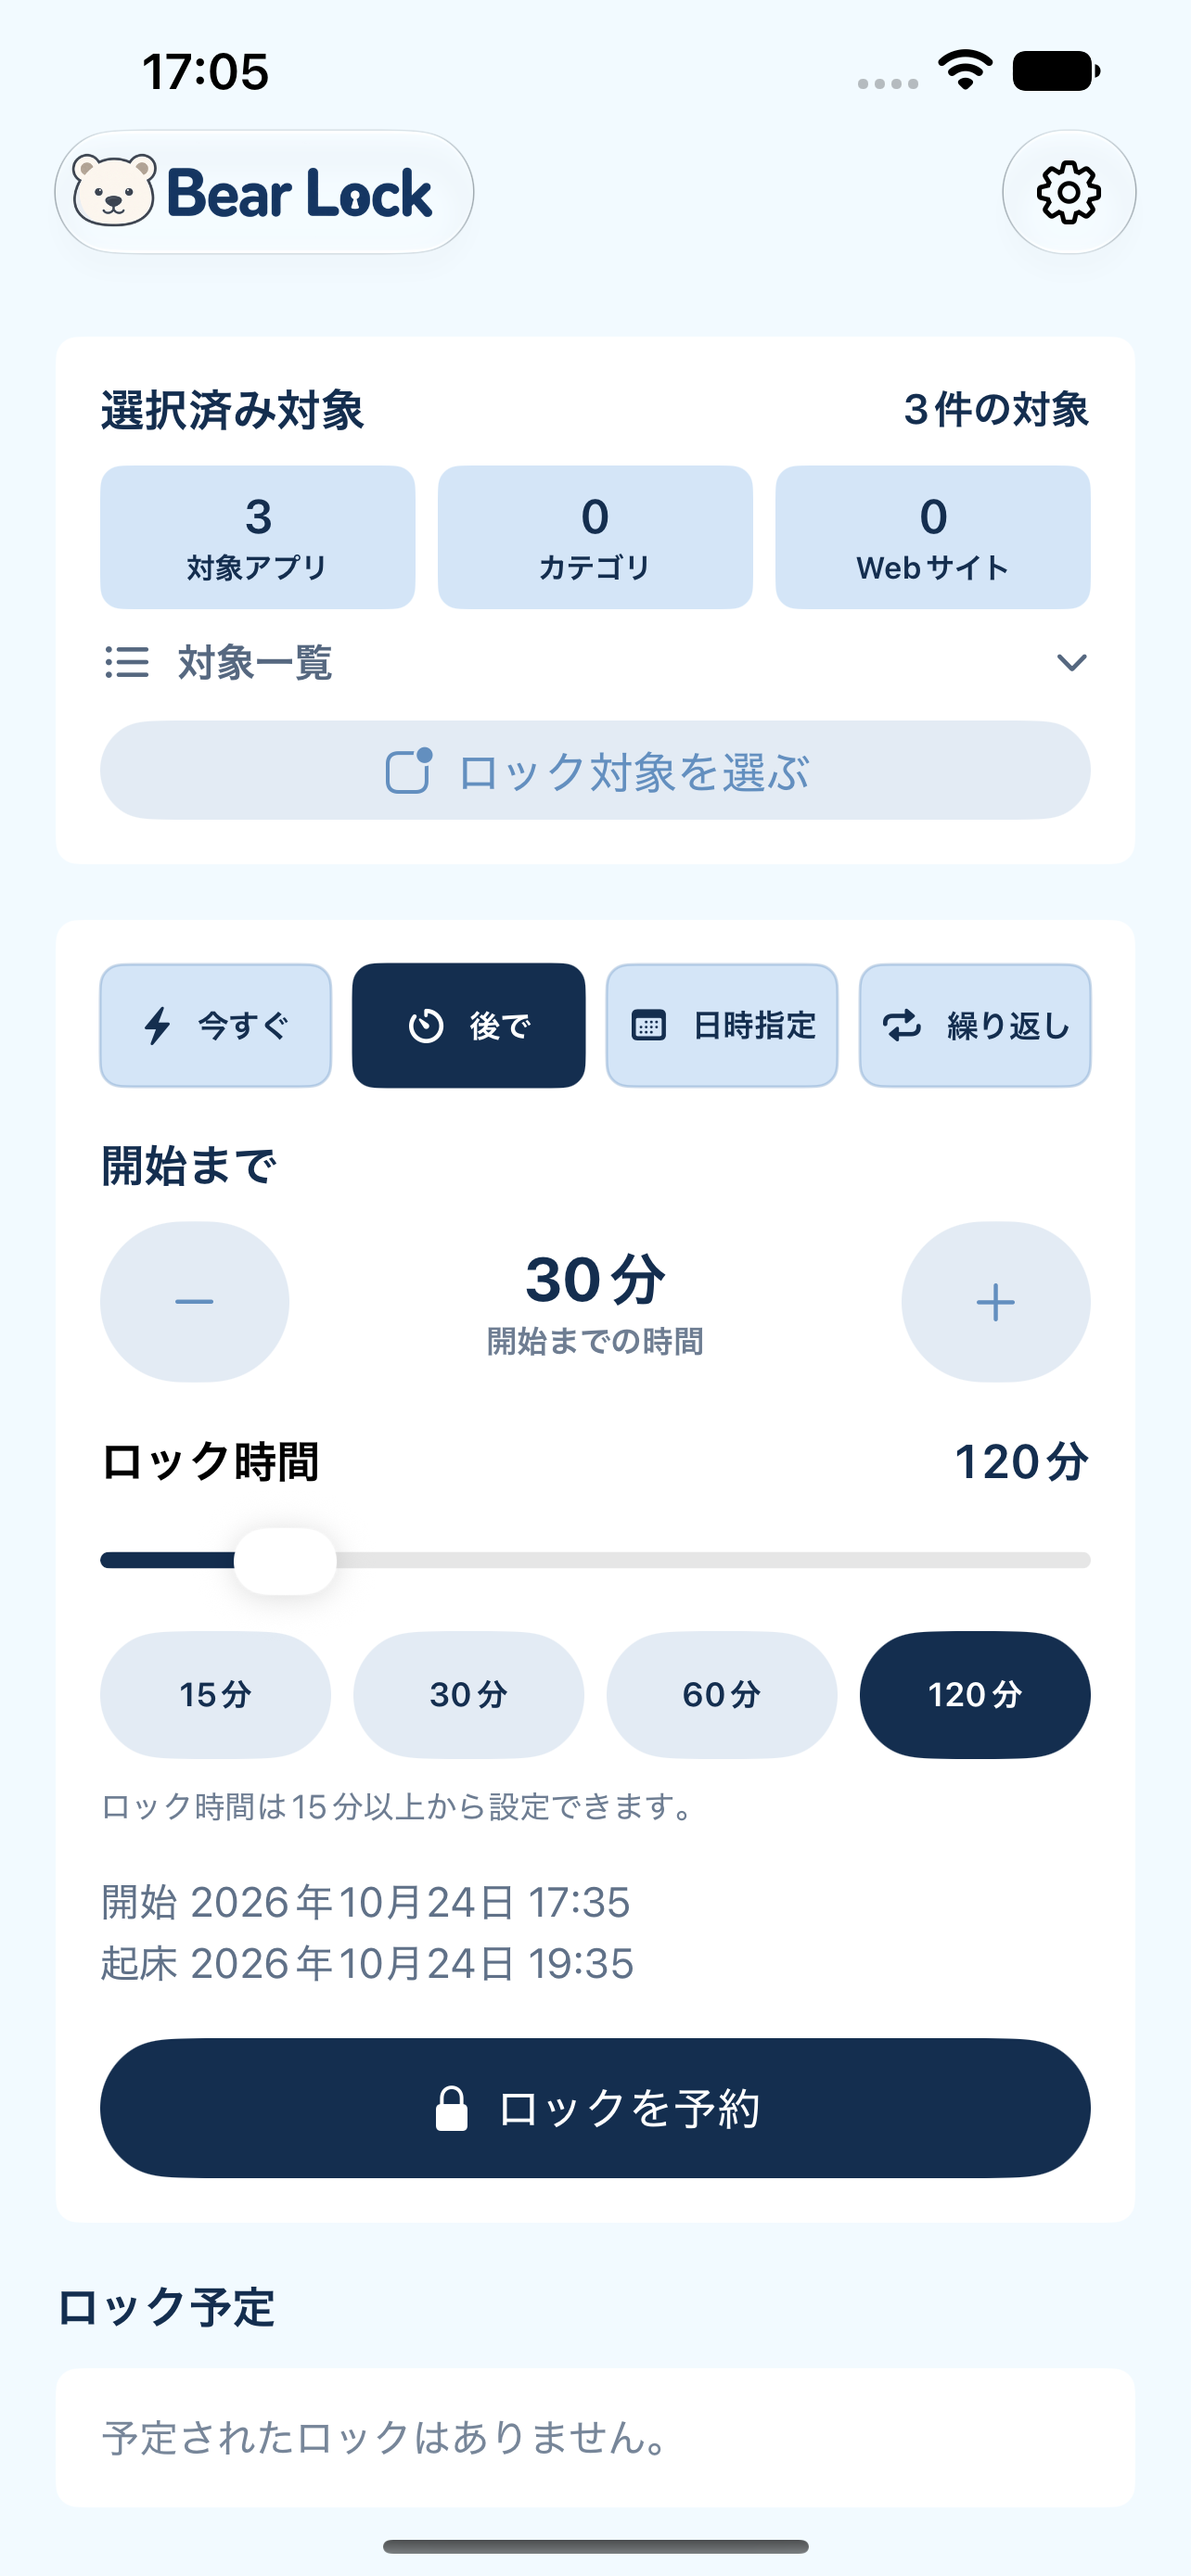 17:05
Bear Lock
選択済み対象
3件の対象
3
対象アプリ
0
カテゴリ
0
Webサイト
対象一覧
ロック対象を選ぶ
今すぐ
後で
日時指定
繰り返し
開始まで
30分
開始までの時間
ロック時間
120分
15分
30分
60分
120分
ロック時間は15分以上から設定できます。
開始 2026年10月24日 17:35
起床 2026年10月24日 19:35
ロックを予約
ロック予定
予定されたロックはありません。